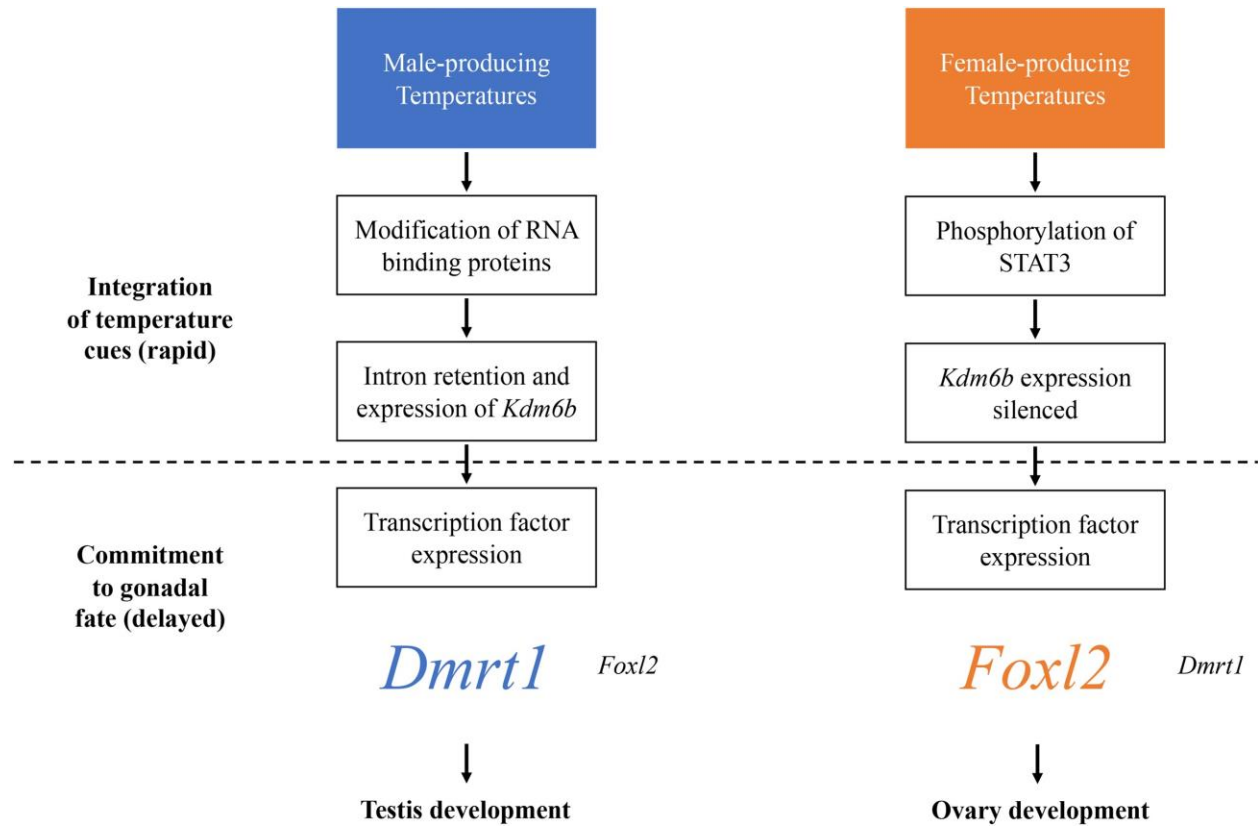 Male-producing
Temperatures
Female-producing
Temperatures
Modification of RNA
binding proteins
Phosphorylation of
STAT3
Integration
of temperature
cues (rapid)
Intron retention and
expression of Kdm6b
Kdm6b expression
silenced
Transcription factor
expression
Transcription factor
expression
Commitment
to gonadal
fate (delayed)
Dmrt1
Foxl2
Foxl2
Dmrt1
Testis development
Ovary development